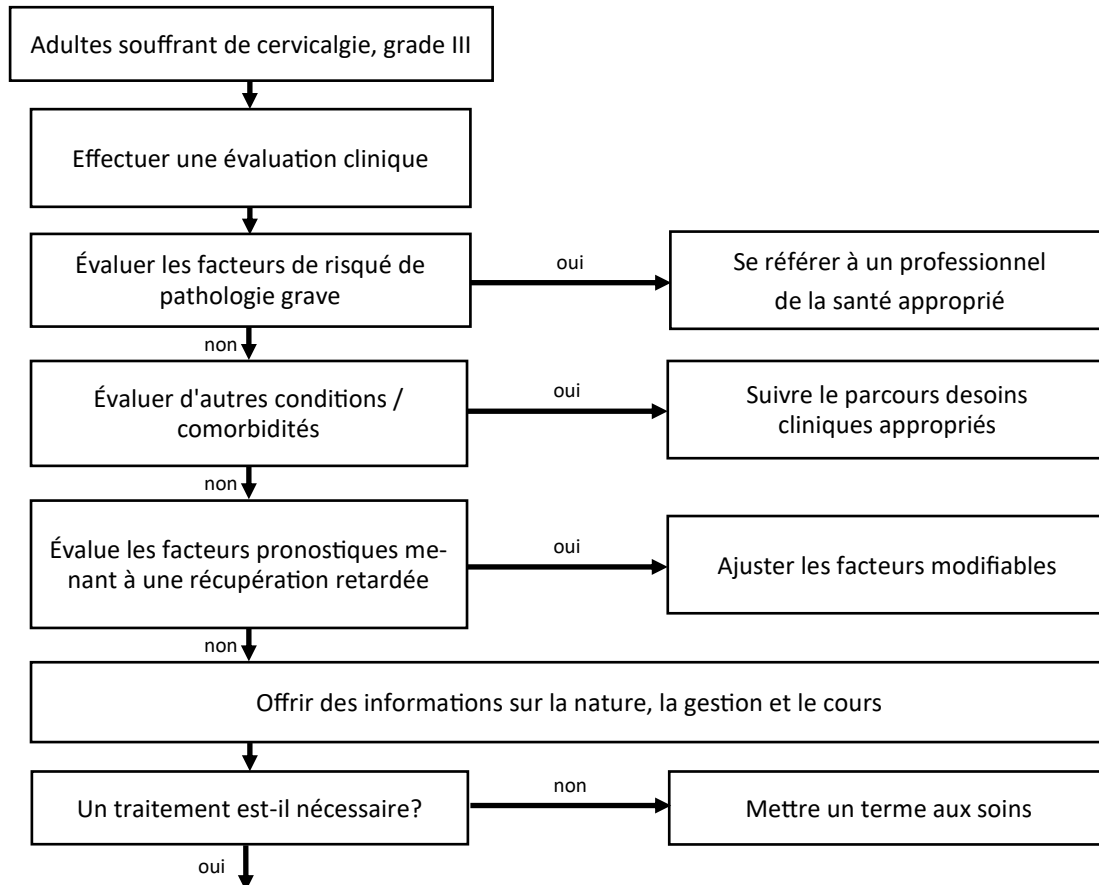 Adultes souffrant de cervicalgie, grade III
Effectuer une évaluation clinique
Évaluer les facteurs de risqué de
pathologie grave
oui
Se référer à un professionnel
de la santé approprié
non
Évaluer d'autres conditions /
comorbidités
oui
Suivre le parcours desoins
cliniques appropriés
non
Évalue les facteurs pronostiques me-
nant à une récupération retardée
oui
Ajuster les facteurs modifiables
non
Offrir des informations sur la nature, la gestion et le cours
Un traitement est-il nécessaire?
non
Mettre un terme aux soins
oui